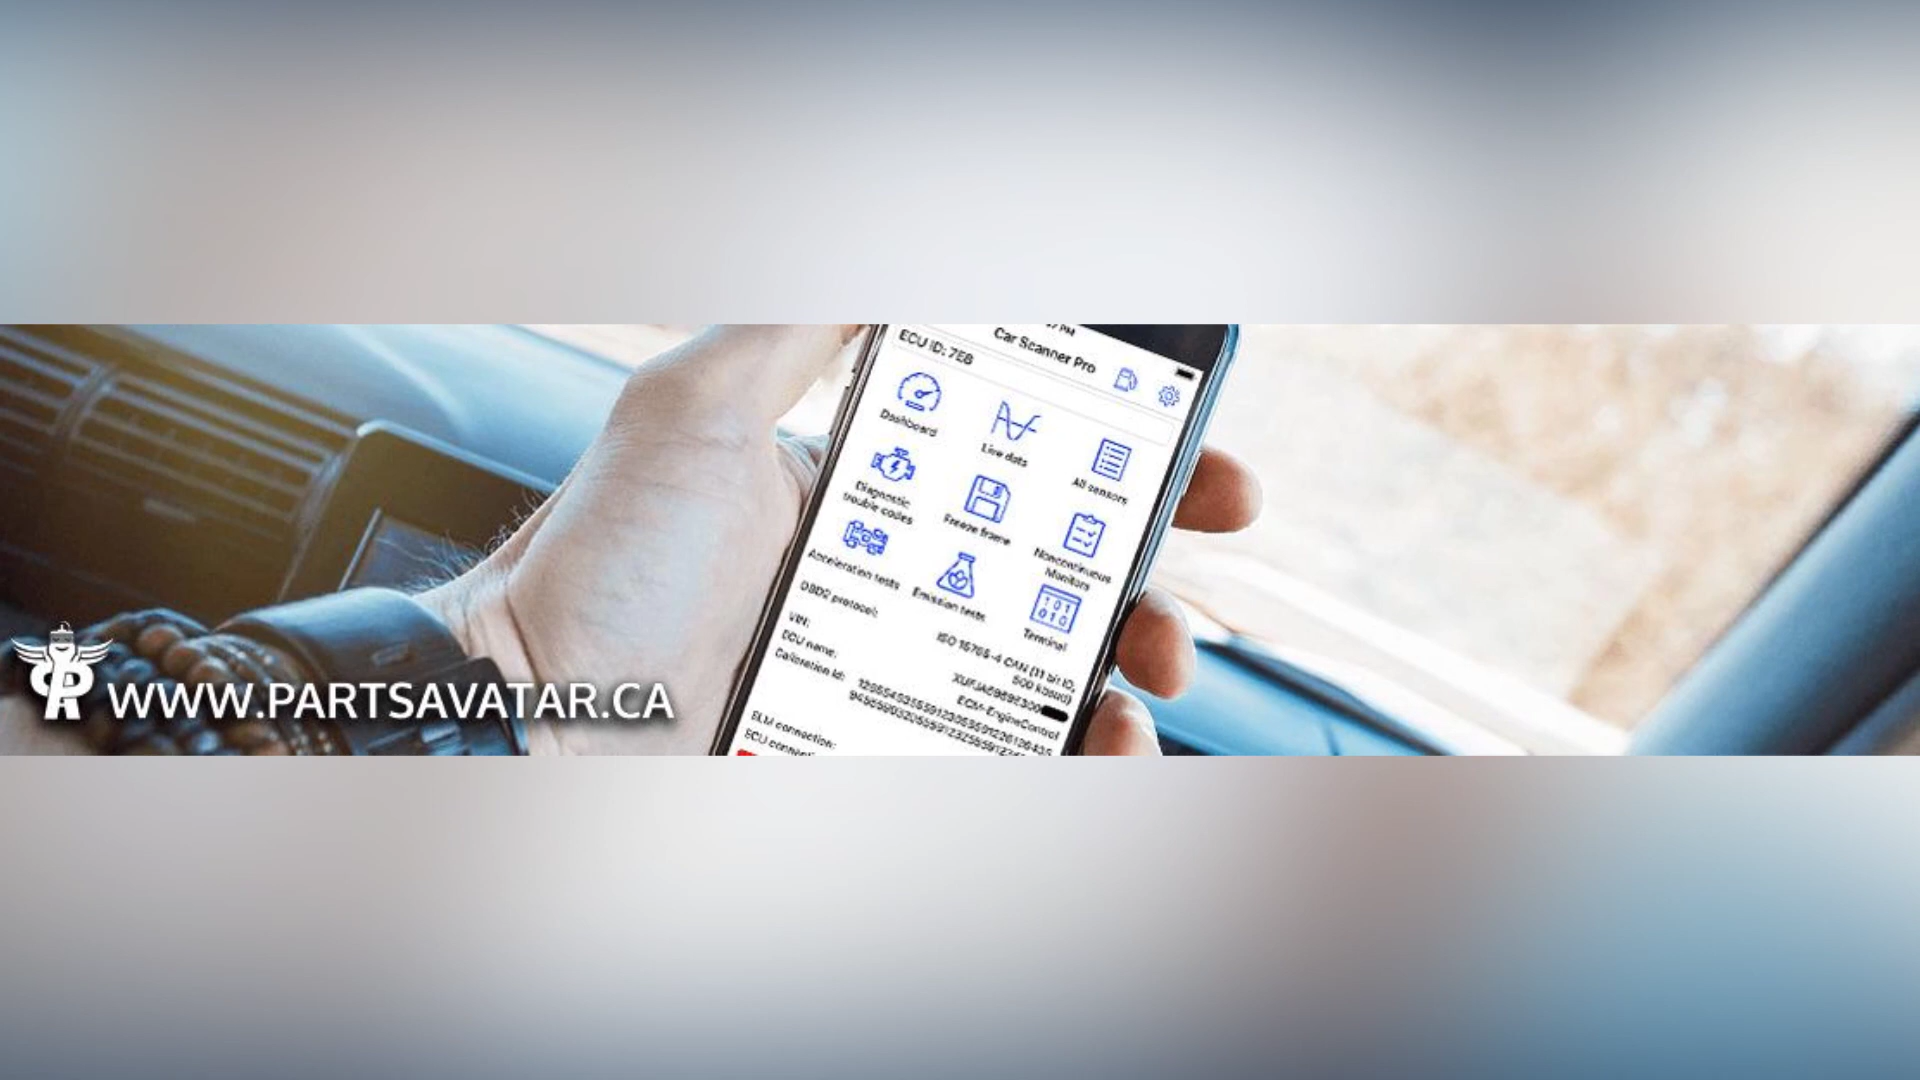 Car Scanner Pro
ECU ID: 7E8
Dashboard
Live data
All sensors
Diagnostic
trouble codes
Freeze frame
Noncontinuous
Monitors
Acceleration tests
Emission tests
Terminal
OBD2 protocol:
ISO 15765-4 CAN (11 bit ID,
500 kbaud)
VIN:
ECU name:
ECM-EngineControl
Calibration Id:
ELM connection:
WWW.PARTSAVATAR.CA